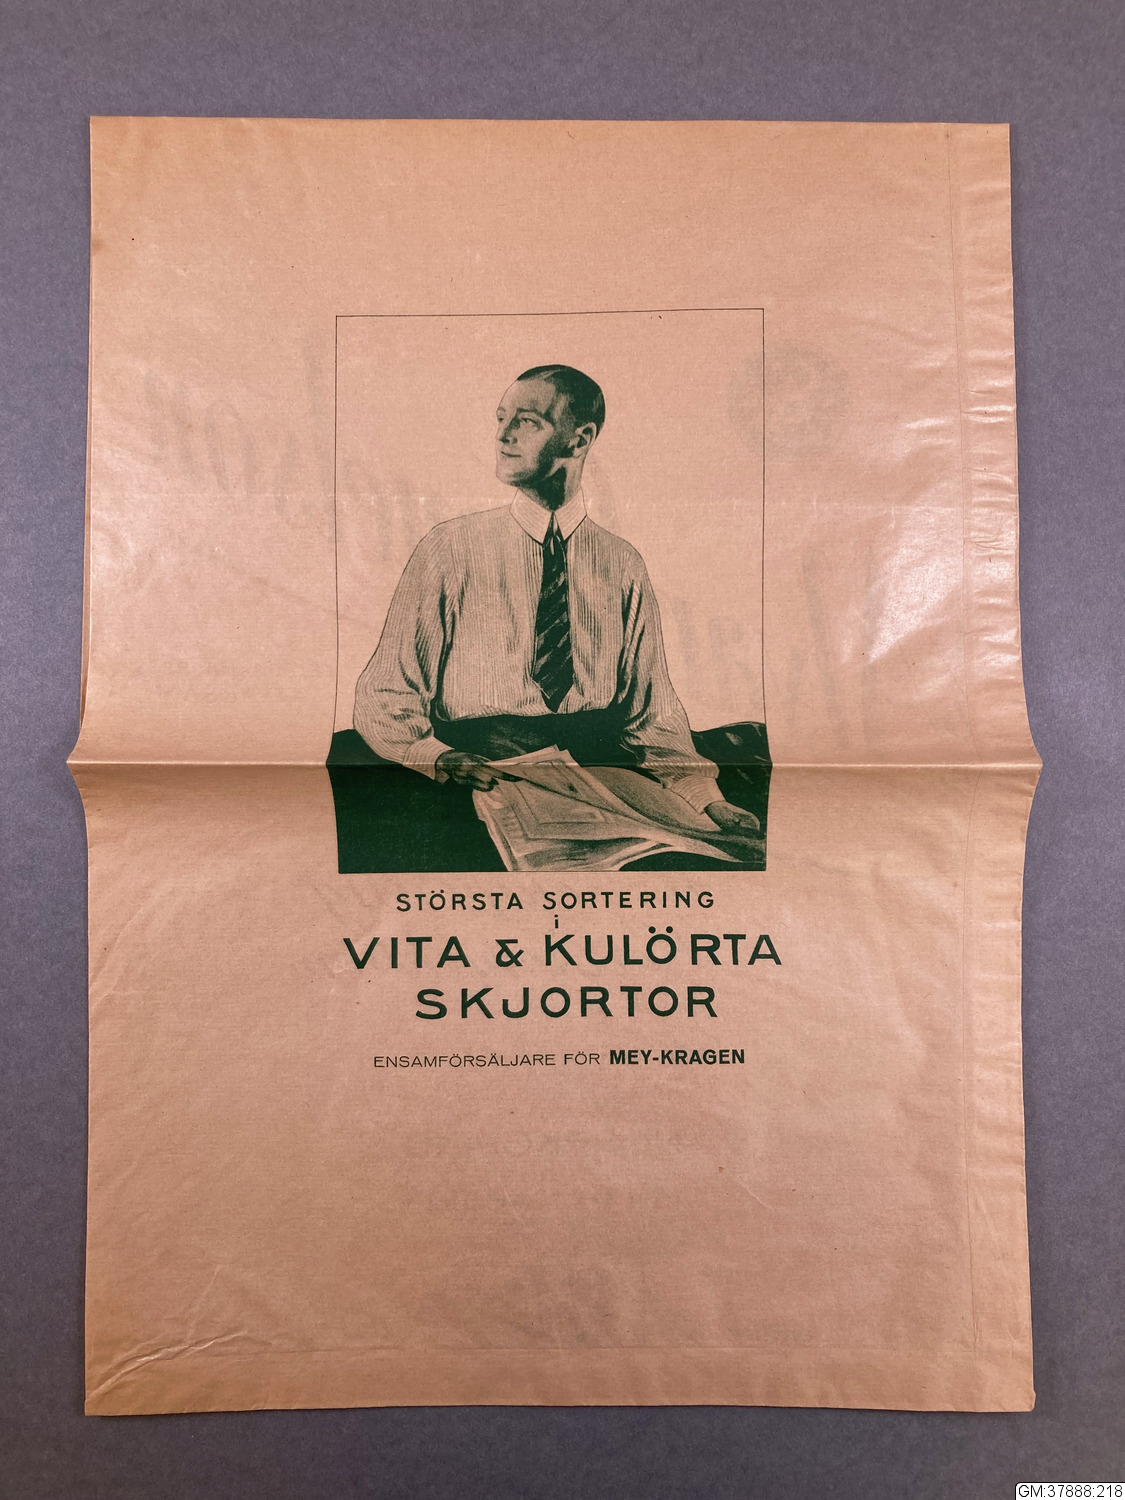 STÖRSTA SORTERING
i
VITA & KULÖRTA
SKJORTOR
ENSAMFÖRSÄLJARE FÖR MEY-KRAGEN
GM:37888:218